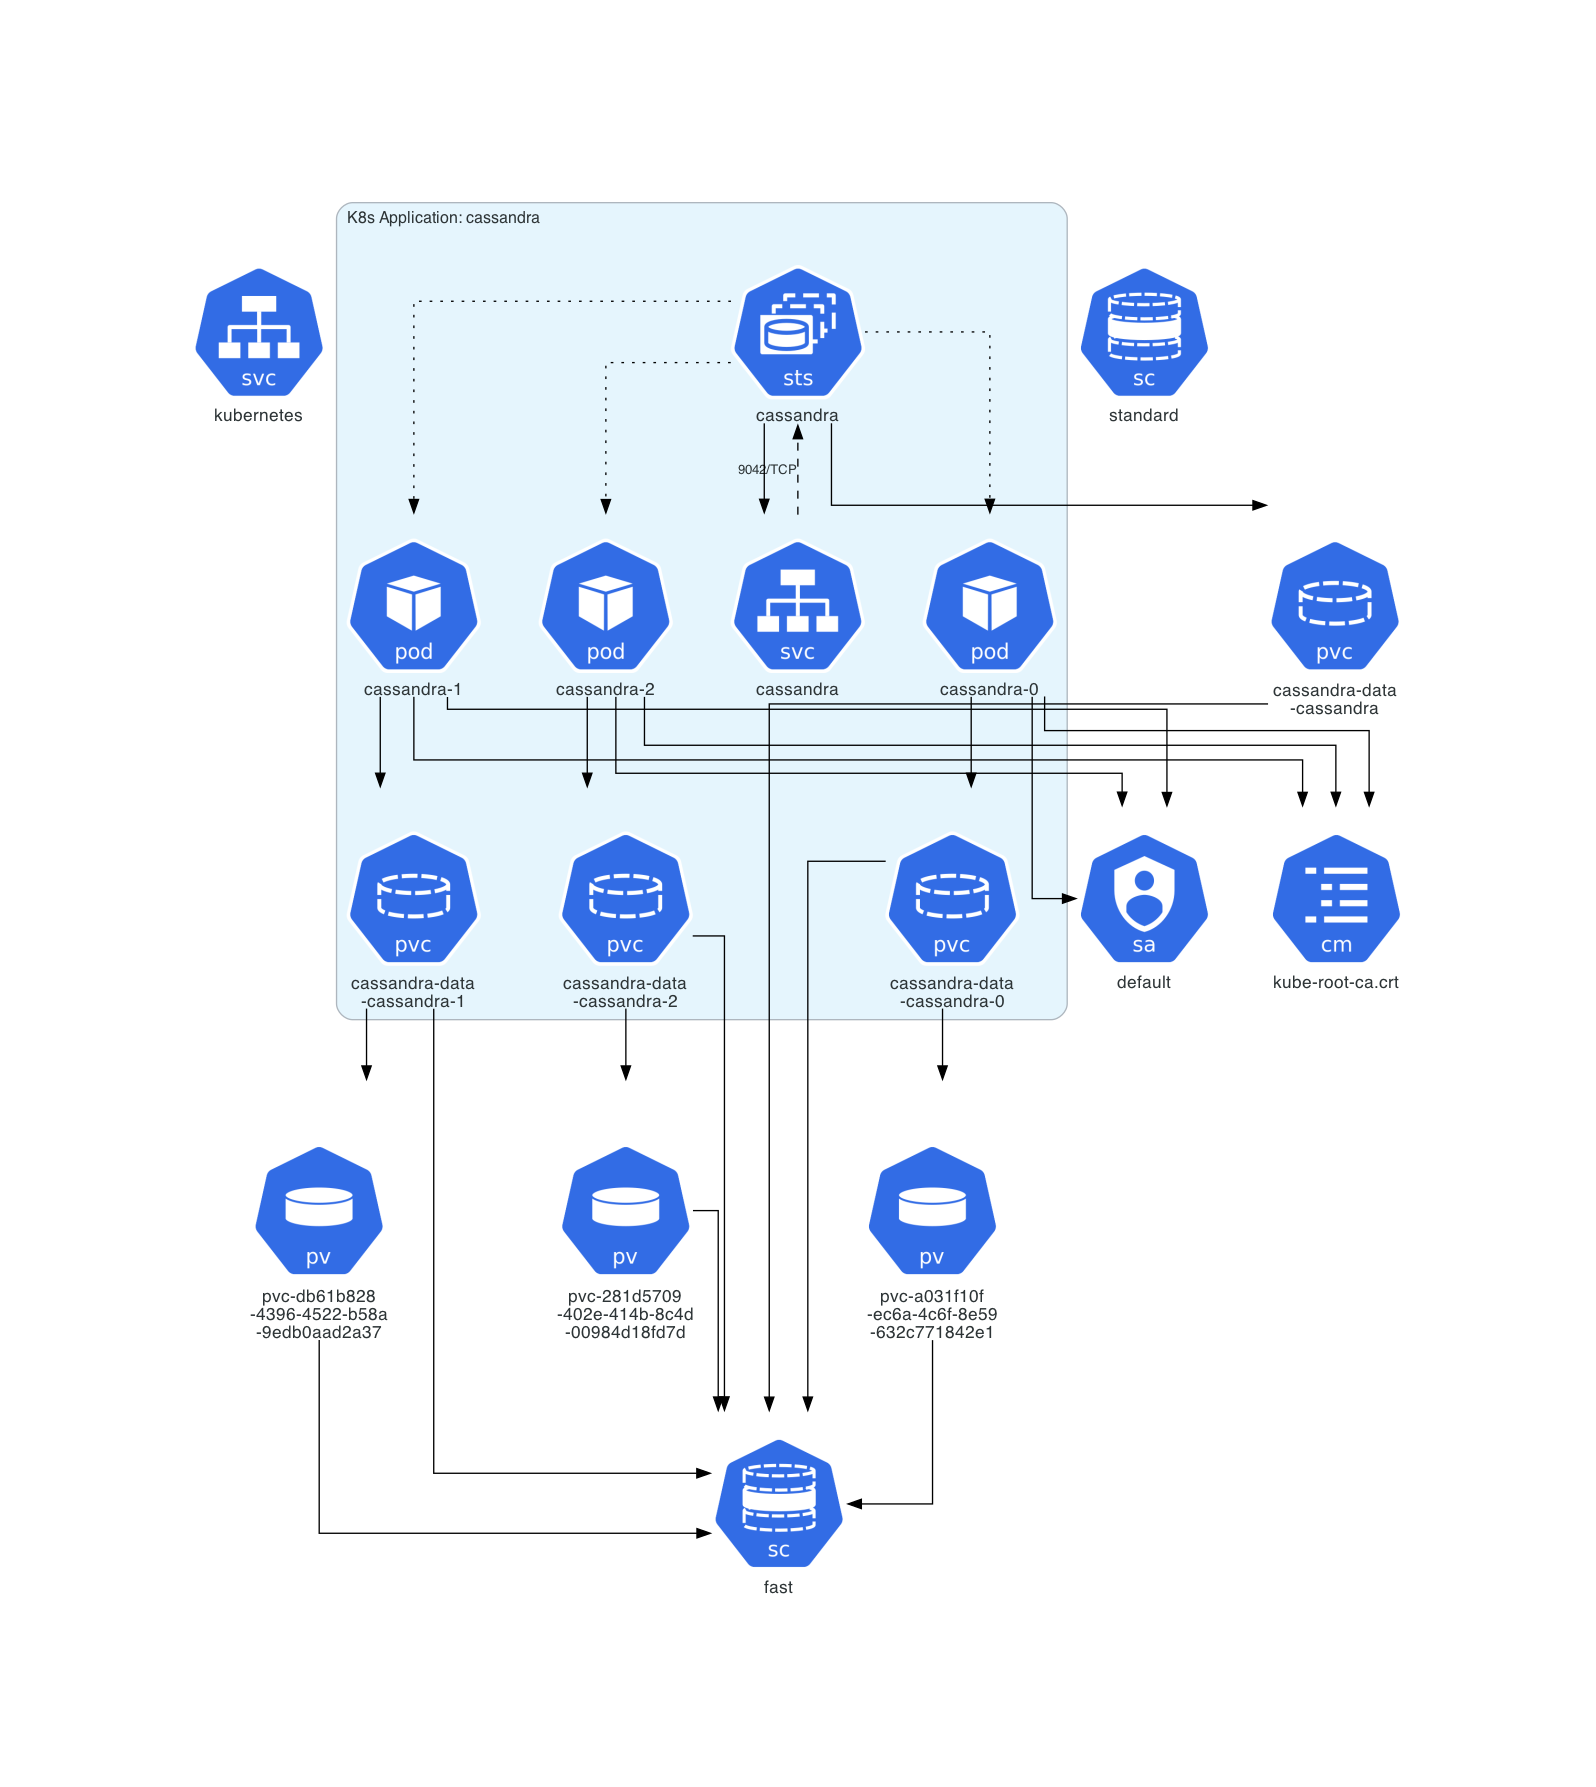 K8s Application: cassandra
svc
kubernetes
sts
cassandra
sc
standard
9042/TCP
pod
cassandra-1
pod
cassandra-2
svc
cassandra
pod
cassandra-0
pvc
cassandra-data
-cassandra
pvc
cassandra-data
-cassandra-1
pvc
cassandra-data
-cassandra-2
pvc
cassandra-data
-cassandra-0
sa
default
cm
kube-root-ca.crt
pv
pvc-db61b828
-4396-4522-b58a
-9edb0aad2a37
pv
pvc-281d5709
-402e-414b-8c4d
-00984d18fd7d
pv
pvc-a031f10f
-ec6a-4c6f-8e59
-632c771842e1
sc
fast